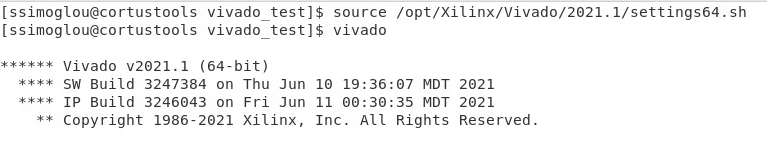 [ssimoglou@cortustools vivado_test]$ source /opt/Xilinx/Vivado/2021.1/settings64.sh
[ssimoglou@cortustools vivado_test]$ vivado
****** Vivado v2021.1 (64-bit)
**** SW Build 3247384 on Thu Jun 10 19:36:07 MDT 2021
**** IP Build 3246043 on Fri Jun 11 00:30:35 MDT 2021
** Copyright 1986-2021 Xilinx, Inc. All Rights Reserved.